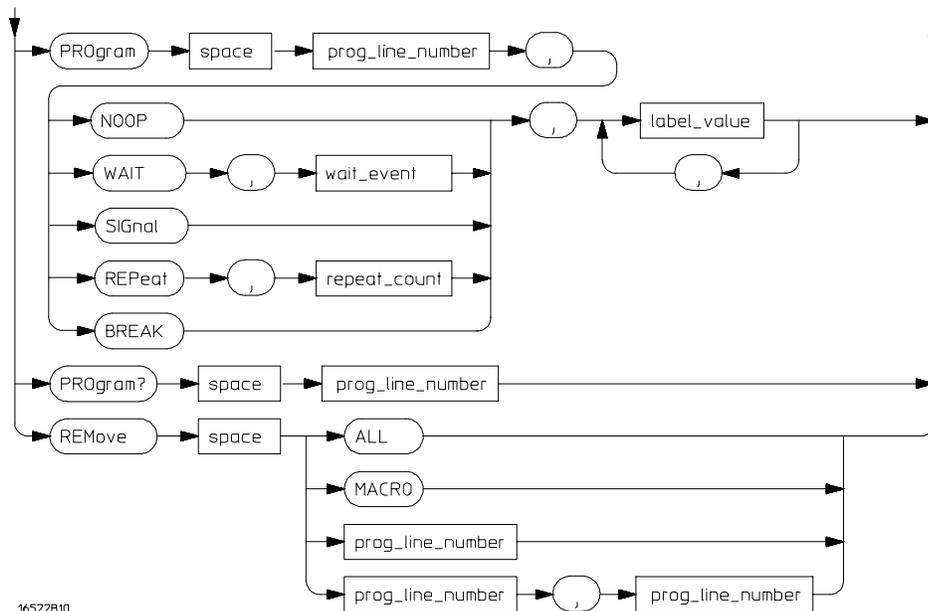 PROgram space prog_line_number ,
NOOP , label_value
WAIT , wait_event ,
SIGnal
REPeat , repeat_count
BREAK
PROgram? space prog_line_number
REMove space ALL
MACRO
prog_line_number
prog_line_number , prog_line_number
16522B10